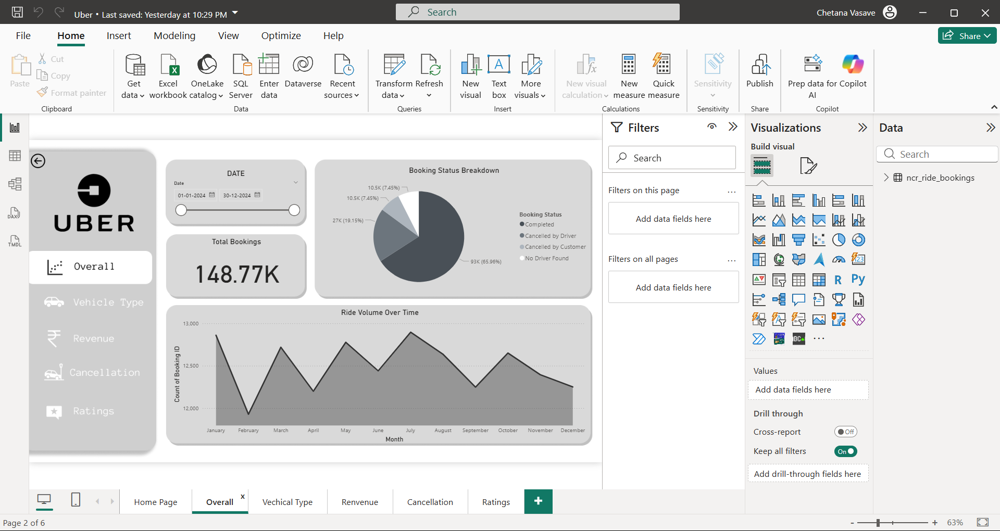 Uber • Last saved: Yesterday at 10:29 PM
Search
Chetana Vasave
File
Home
Insert
Modeling
View
Optimize
Help
Share
Paste
Cut
Copy
Format painter
Clipboard
Get data
Excel workbook
OneLake catalog
SQL Server
Enter data
Dataverse
Recent sources
Data
Transform data
Refresh
Queries
New visual
Text box
More visuals
Insert
New visual calculation
New measure
Quick measure
Calculations
Sensitivity
Sensitivity
Publish
Share
Prep data for AI
Copilot
Copilot
DAX
TMDL
UBER
Overall
Vehicle Type
Revenue
Cancellation
Ratings
DATE
Date
01-01-2024
30-12-2024
Total Bookings
148.77K
Booking Status Breakdown
10.5K (7.45%)
10.5K (7.45%)
27K (19.15%)
93K (65.96%)
Booking Status
Completed
Cancelled by Driver
Cancelled by Customer
No Driver Found
Ride Volume Over Time
Count of Booking ID
13,000
12,500
12,000
January February March April May June July August September October November December
Month
Filters
Search
Filters on this page
...
Add data fields here
Filters on all pages
...
Add data fields here
Visualizations
Build visual
123
R
Py
...
Values
Add data fields here
Drill through
Cross-report
Off
Keep all filters
On
Add drill-through fields here
Data
Search
ncr_ride_bookings
Home Page
Overall
x
Vechical Type
Renvenue
Cancellation
Ratings
+
Page 2 of 6
-
+
63%